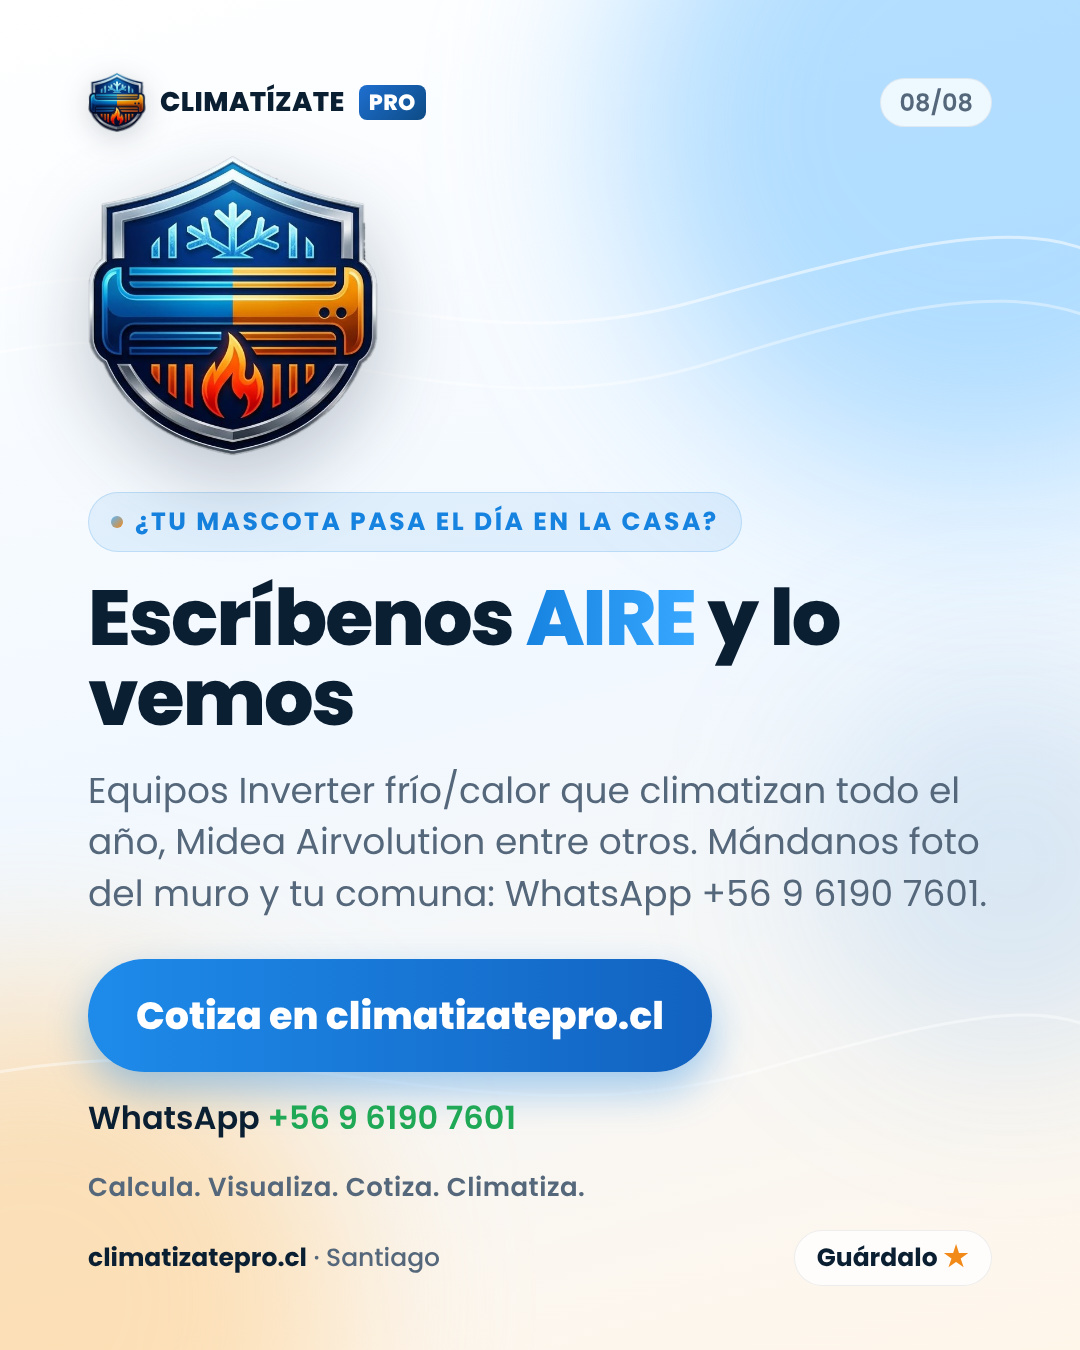 CLIMATÍZATE PRO
08/08
¿TU MASCOTA PASA EL DÍA EN LA CASA?
Escríbenos AIRE y lo
vemos
Equipos Inverter frío/calor que climatizan todo el
año, Midea Airvolution entre otros. Mándanos foto
del muro y tu comuna: WhatsApp +56 9 6190 7601.
Cotiza en climatizatepro.cl
WhatsApp +56 9 6190 7601
Calcula. Visualiza. Cotiza. Climatiza.
climatizatepro.cl · Santiago
Guárdalo ★